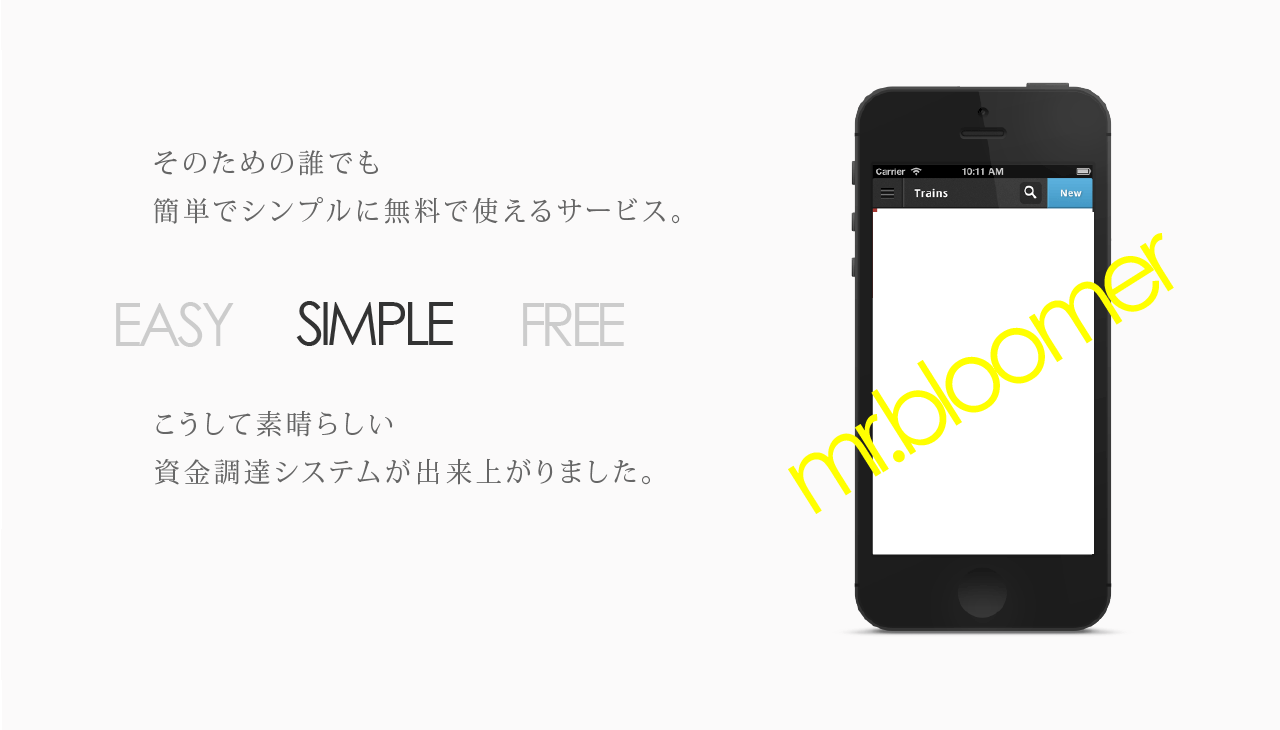 そのための誰でも
簡単でシンプルに無料で使えるサービス。
EASY SIMPLE FREE
こうして素晴らしい
資金調達システムが出来上がりました。
Carrier 10:11 AM
Trains New
mr.bloomer